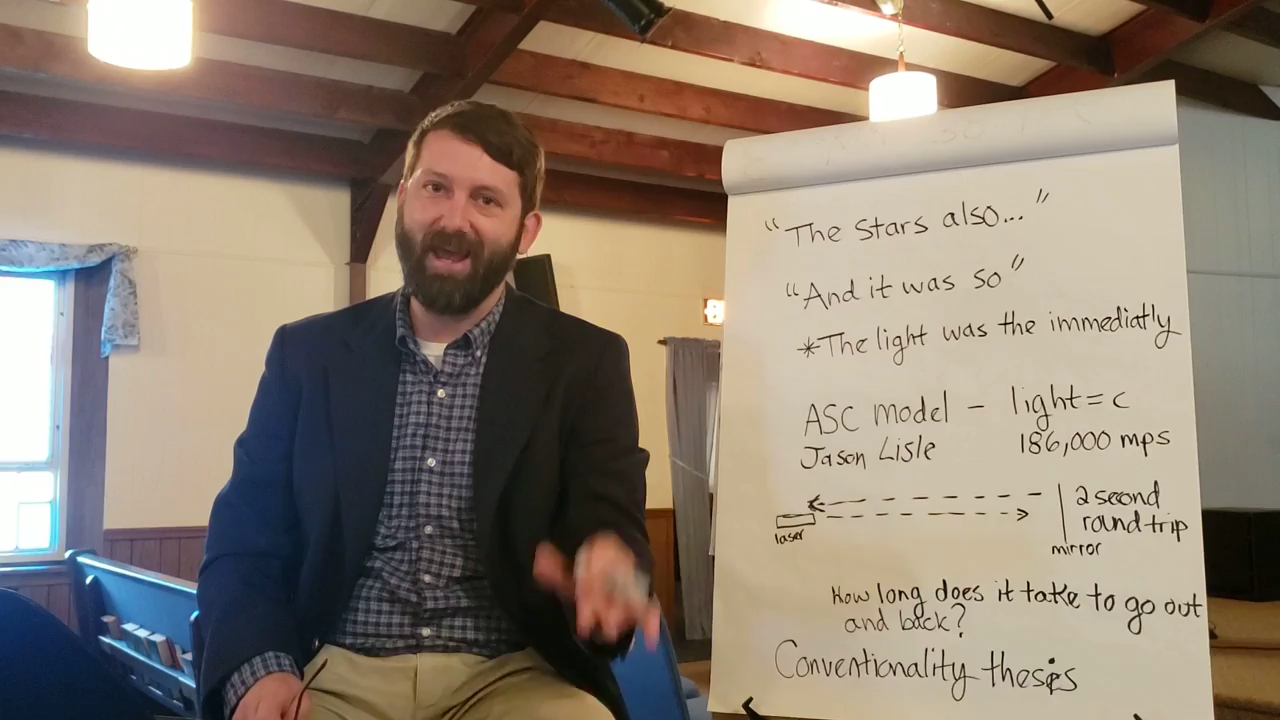 "The stars also..."
"And it was so"
*The light was the immediatly
ASC model - light=c
Jason Lisle 186,000 mps
laser
2 second
round trip
mirror
How long does it take to go out
and back?
Conventionality thesis